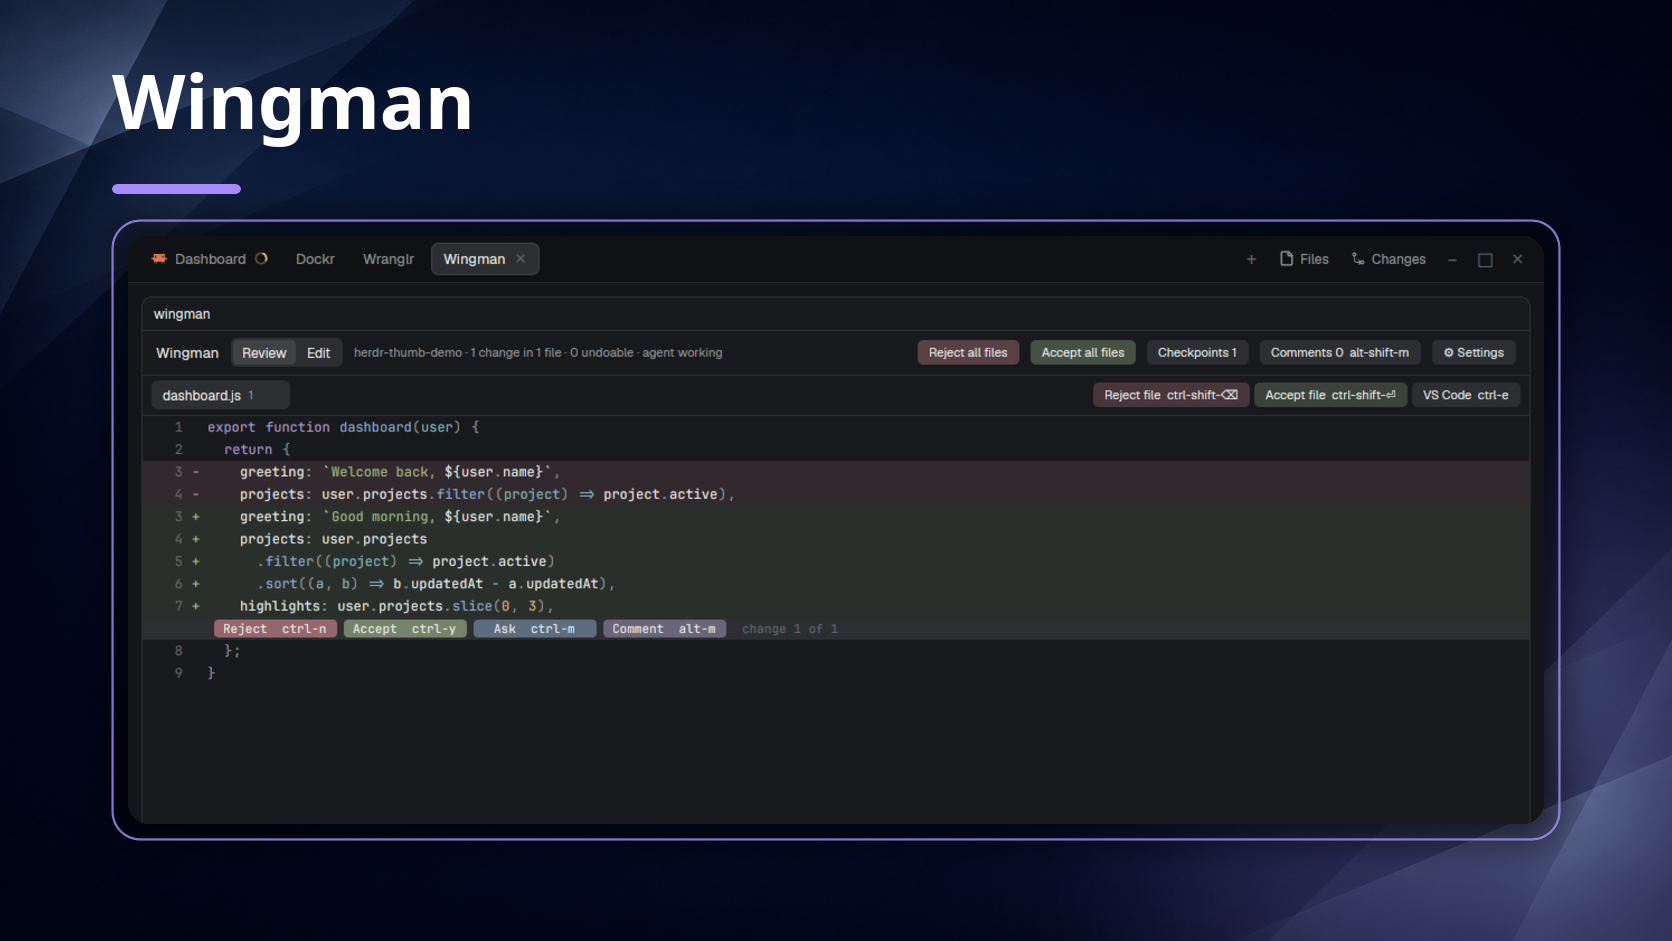 Wingman
Dashboard Dockr Wranglr Wingman × + Files Changes − □ ×
wingman
Wingman Review Edit herdr-thumb-demo · 1 change in 1 file · 0 undoable · agent working Reject all files Accept all files Checkpoints 1 Comments 0 alt-shift-m ⚙ Settings
dashboard.js 1 Reject file ctrl-shift-⌫ Accept file ctrl-shift-⏎ VS Code ctrl-e
1 export function dashboard(user) {
2   return {
3 -     greeting: `Welcome back, ${user.name}`,
4 -     projects: user.projects.filter((project) => project.active),
3 +     greeting: `Good morning, ${user.name}`,
4 +     projects: user.projects
5 +       .filter((project) => project.active)
6 +       .sort((a, b) => b.updatedAt - a.updatedAt),
7 +     highlights: user.projects.slice(0, 3),
Reject ctrl-n Accept ctrl-y Ask ctrl-m Comment alt-m change 1 of 1
8   };
9 }